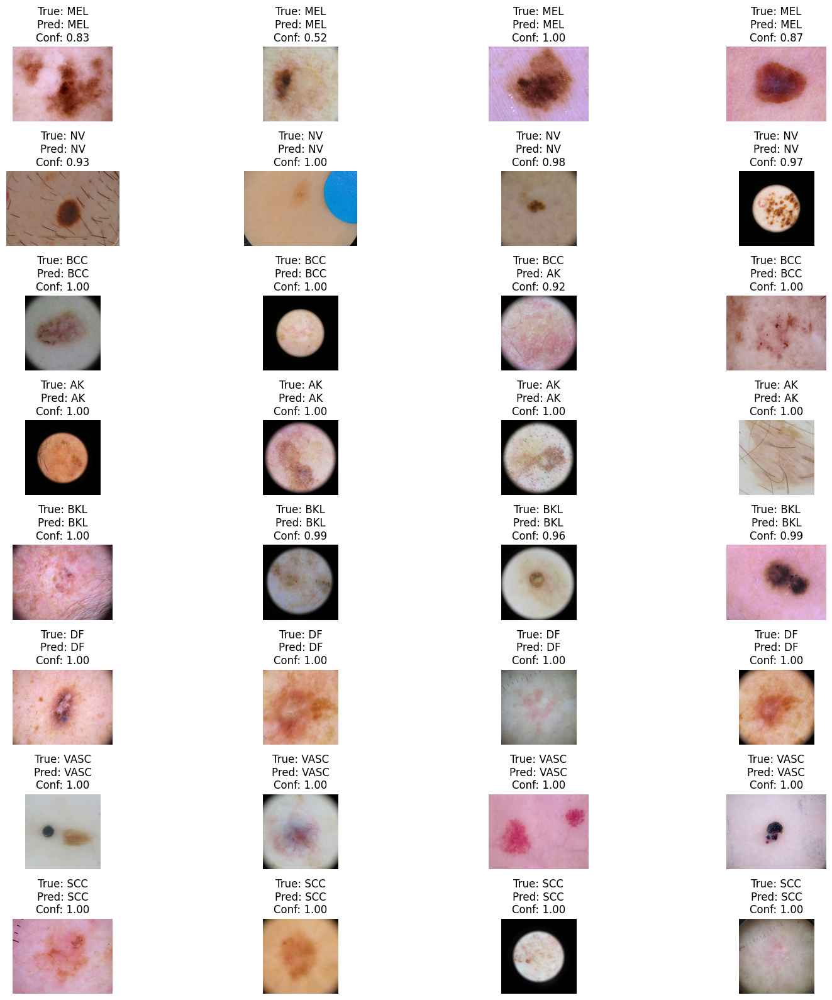 True: MEL
Pred: MEL
Conf: 0.83
True: MEL
Pred: MEL
Conf: 0.52
True: MEL
Pred: MEL
Conf: 1.00
True: MEL
Pred: MEL
Conf: 0.87
True: NV
Pred: NV
Conf: 0.93
True: NV
Pred: NV
Conf: 1.00
True: NV
Pred: NV
Conf: 0.98
True: NV
Pred: NV
Conf: 0.97
True: BCC
Pred: BCC
Conf: 1.00
True: BCC
Pred: BCC
Conf: 1.00
True: BCC
Pred: AK
Conf: 0.92
True: BCC
Pred: BCC
Conf: 1.00
True: AK
Pred: AK
Conf: 1.00
True: AK
Pred: AK
Conf: 1.00
True: AK
Pred: AK
Conf: 1.00
True: AK
Pred: AK
Conf: 1.00
True: BKL
Pred: BKL
Conf: 1.00
True: BKL
Pred: BKL
Conf: 0.99
True: BKL
Pred: BKL
Conf: 0.96
True: BKL
Pred: BKL
Conf: 0.99
True: DF
Pred: DF
Conf: 1.00
True: DF
Pred: DF
Conf: 1.00
True: DF
Pred: DF
Conf: 1.00
True: DF
Pred: DF
Conf: 1.00
True: VASC
Pred: VASC
Conf: 1.00
True: VASC
Pred: VASC
Conf: 1.00
True: VASC
Pred: VASC
Conf: 1.00
True: VASC
Pred: VASC
Conf: 1.00
True: SCC
Pred: SCC
Conf: 1.00
True: SCC
Pred: SCC
Conf: 1.00
True: SCC
Pred: SCC
Conf: 1.00
True: SCC
Pred: SCC
Conf: 1.00